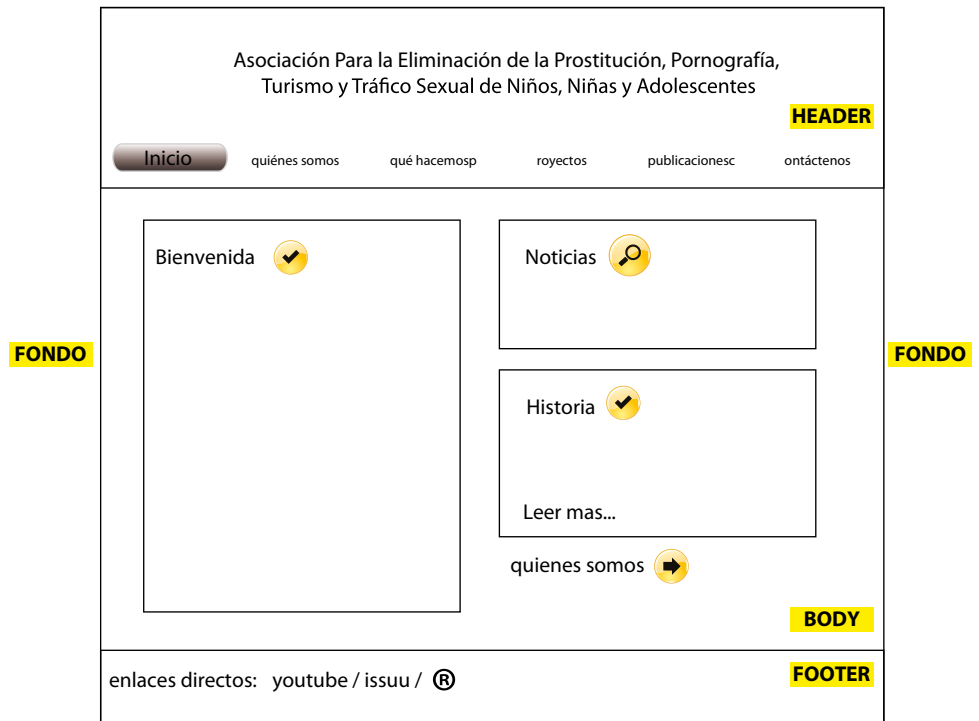 Asociación Para la Eliminación de la Prostitución, Pornografía,
Turismo y Tráfico Sexual de Niños, Niñas y Adolescentes
HEADER
Inicio quiénes somos qué hacemosp royectos publicacionesc ontáctenos
Bienvenida
Noticias
FONDO
FONDO
Historia
Leer mas...
quienes somos
BODY
enlaces directos: youtube / issuu / ®
FOOTER